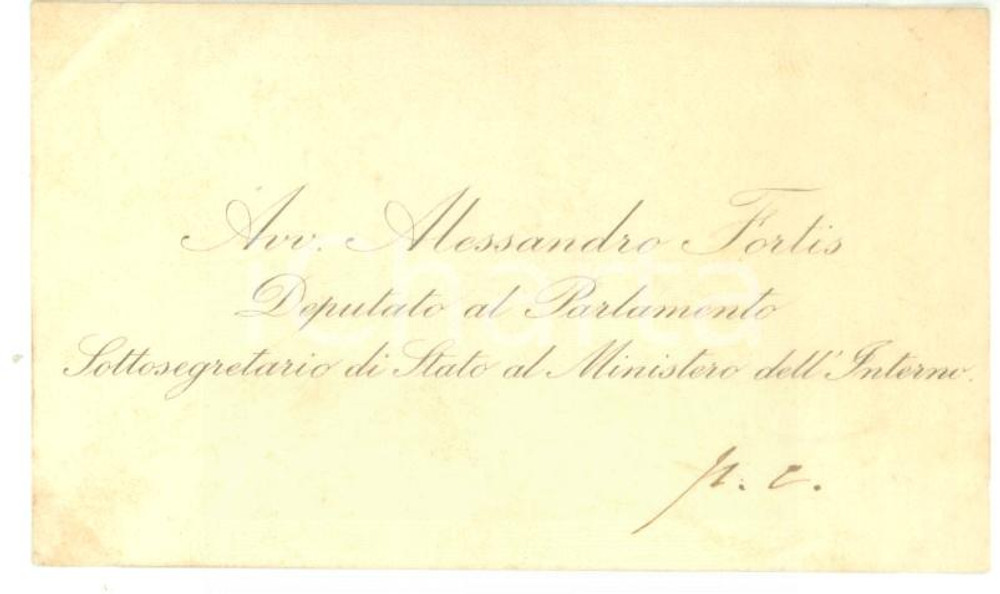 Avv. Alessandro Fortis
Deputato al Parlamento
Sottosegretario di Stato al Ministero dell'Interno.
p. c.